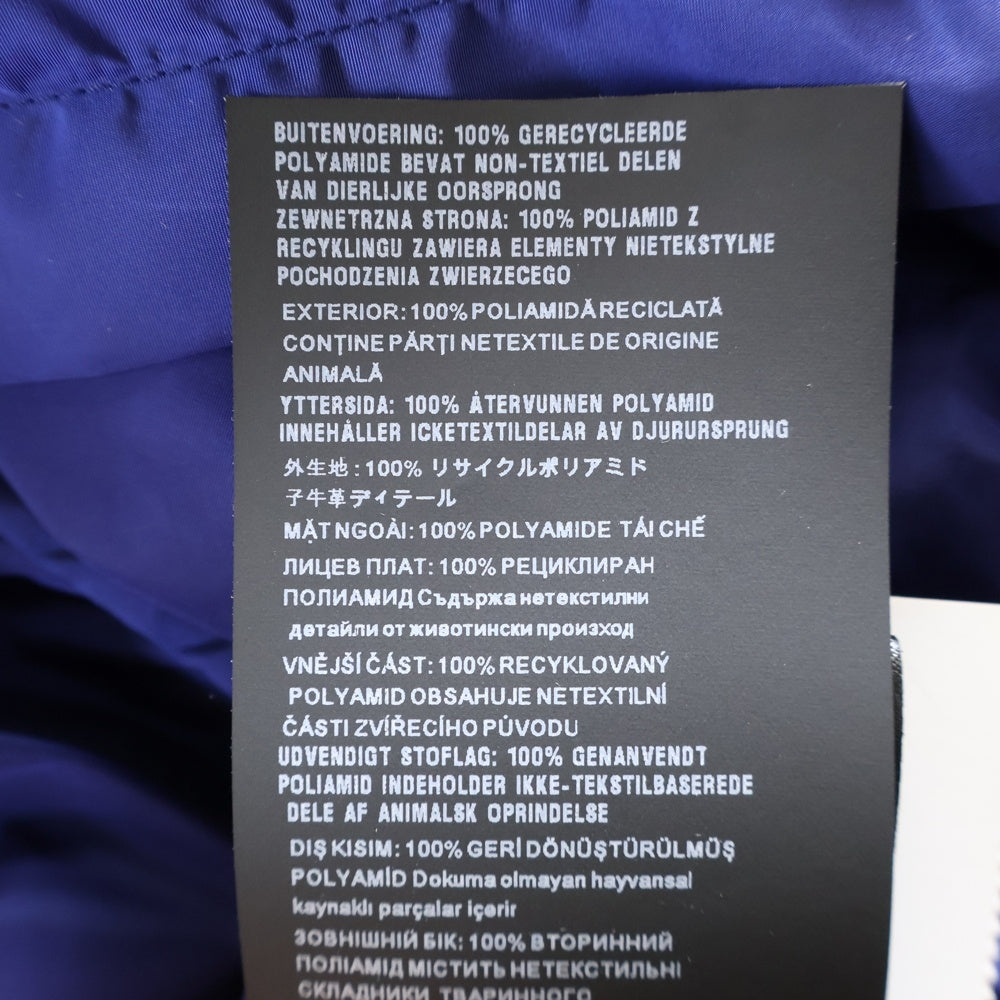 BUITENVOERING: 100% GERECYCLEERDE
POLYAMIDE BEVAT NON-TEXTIEL DELEN
VAN DIERLIJKE OORSPRONG
ZEWNETRZNA STRONA: 100% POLIAMID Z
RECYKLINGU ZAWIERA ELEMENTY NIETEKSTYLNE
POCHODZENIA ZWIERZECEGO
EXTERIOR: 100% POLIAMIDĂ RECICLATĂ
CONȚINE PĂRȚI NETEXTILE DE ORIGINE
ANIMALĂ
YTTERSIDA: 100% ÅTERVUNNEN POLYAMID
INNEHÅLLER ICKETEXTILDELAR AV DJURURSPRUNG
外生地: 100% リサイクルポリアミド
子牛革ディテール
MẶT NGOÀI: 100% POLYAMIDE TÁI CHẾ
ЛИЦЕВ ПЛАТ: 100% РЕЦИКЛИРАН
ПОЛИАМИД Съдържа нетекстилни
детайли от животински произход
VNĚJŠÍ ČÁST: 100% RECYKLOVANÝ
POLYAMID OBSAHUJE NETEXTILNÍ
ČÁSTI ZVÍŘECÍHO PŮVODU
UDVENDIGT STOFLAG: 100% GENANVENDT
POLIAMID INDEHOLDER IKKE-TEKSTILBASEREDE
DELE AF ANIMALSK OPRINDELSE
DIŞ KISIM: 100% GERİ DÖNÜŞTÜRÜLMÜŞ
POLYAMİD Dokuma olmayan hayvansal
kaynaklı parçalar içerir
ЗОВНІШНІЙ БІК: 100% ВТОРИННИЙ
ПОЛІАМІД МІСТИТЬ НЕТЕКСТИЛЬНІ
СКЛАДНИКИ ТВАРИННОГО